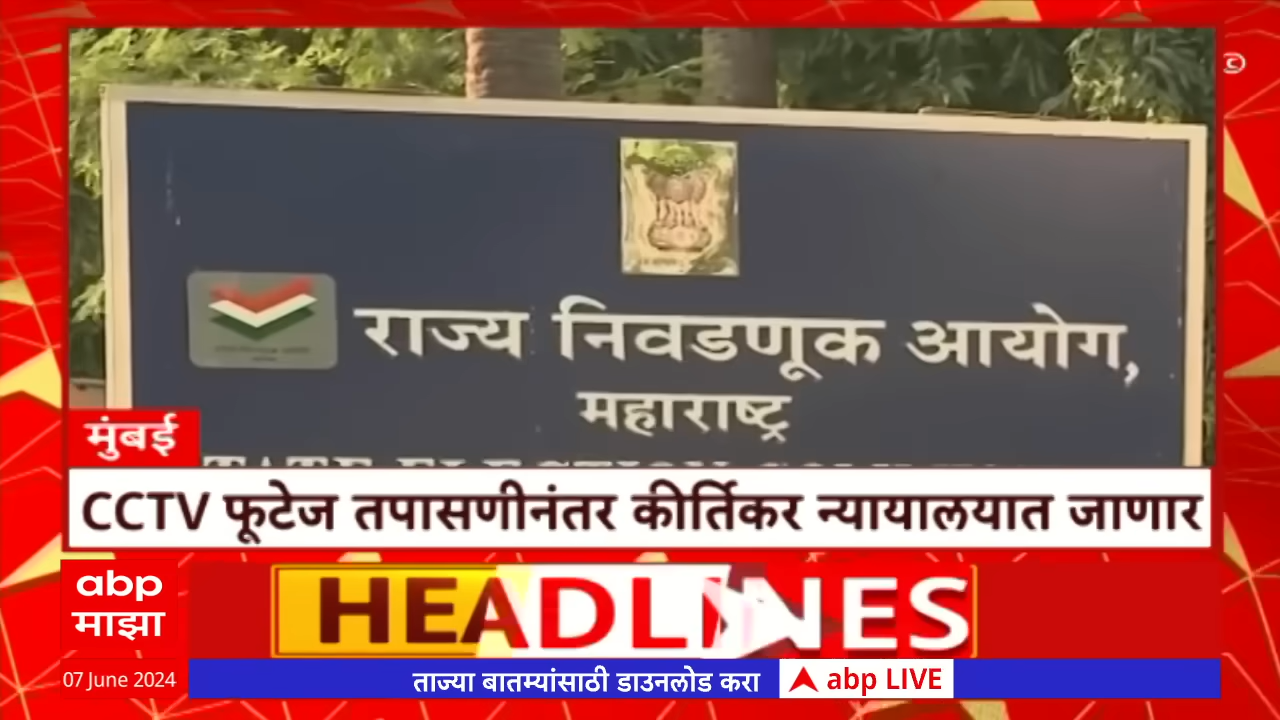 ©
राज्य निवडणूक आयोग,
महाराष्ट्र
मुंबई
CCTV फूटेज तपासणीनंतर कीर्तिकर न्यायालयात जाणार
HEADLINES
abp
माझा
07 June 2024
ताज्या बातम्यांसाठी डाउनलोड करा abp LIVE